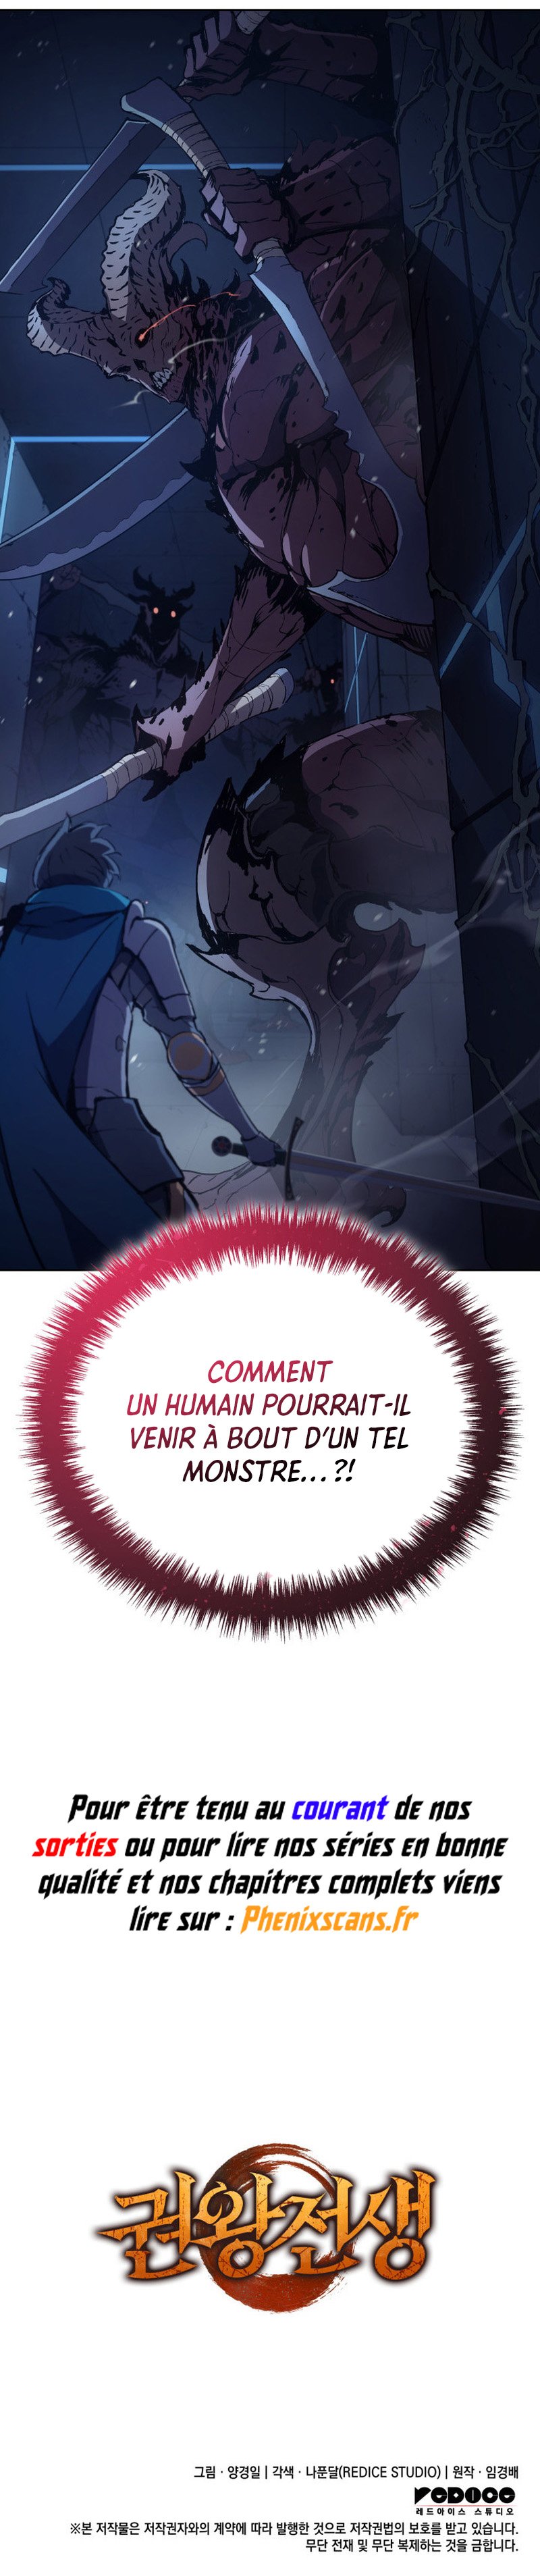 COMMENT
UN HUMAIN POURRAIT-IL
VENIR À BOUT D'UN TEL
MONSTRE...?!
Pour être tenu au courant de nos
sorties ou pour lire nos séries en bonne
qualité et nos chapitres complets viens
lire sur : Phenixscans.Fr
권왕전생
그림 · 양경일 | 각색 · 나푼달(REDICE STUDIO) | 원작 · 임경배
REDICE
레드아이스 스튜디오
※본 저작물은 저작권자와의 계약에 따라 발행한 것으로 저작권법의 보호를 받고 있습니다.
무단 전재 및 무단 복제하는 것을 금합니다.